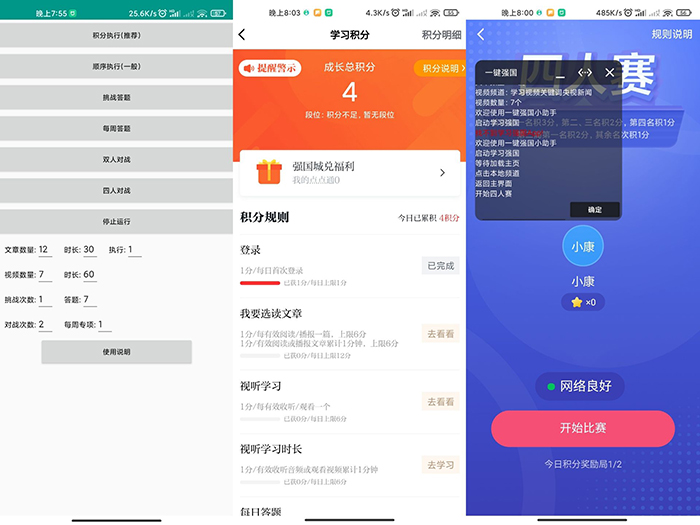 晚上7:55
25.6K/s
积分执行(推荐)
顺序执行(一般)
挑战答题
每周答题
双人对战
四人对战
停止运行
文章数量: 12 时长: 30 执行: 1
视频数量: 7 时长: 60
挑战次数: 1 答题: 7
对战次数: 2 每周专项: 1
使用说明
晚上8:03
4.3K/s
学习积分
积分明细
提醒警示
成长总积分
积分说明
4
段位：积分不足，暂无段位
强国城兑福利
我的点点通0
积分规则
今日已累积 4积分
登录
1分/每日首次登录
已获1分/每日上限1分
已完成
我要选读文章
1分/每有效阅读/播报一篇，上限6分
1分/有效阅读或播报文章累计1分钟，上限6分
已获0分/每日上限12分
去看看
视听学习
1分/每有效收听/观看一个
已获0分/每日上限6分
去看看
视听学习时长
1分/有效收听音频或观看视频累计1分钟
已获0分/每日上限6分
去学习
每日答题
晚上8:00
485K/s
规则说明
四人赛
一键强国
视频频道: 学习视频关键词央视新闻
视频数量: 7个
欢迎使用一键强国小助手
启动学习强国
欢迎使用一键强国小助手
启动学习强国
等待加载主页
点击本地频道
返回主界面
开始四人赛
确定
一名积3分，第二、三名积2分，第四名积1分
第一名积2分，其余名次积1分
小康
小康
×0
网络良好
开始比赛
今日积分奖励局1/2